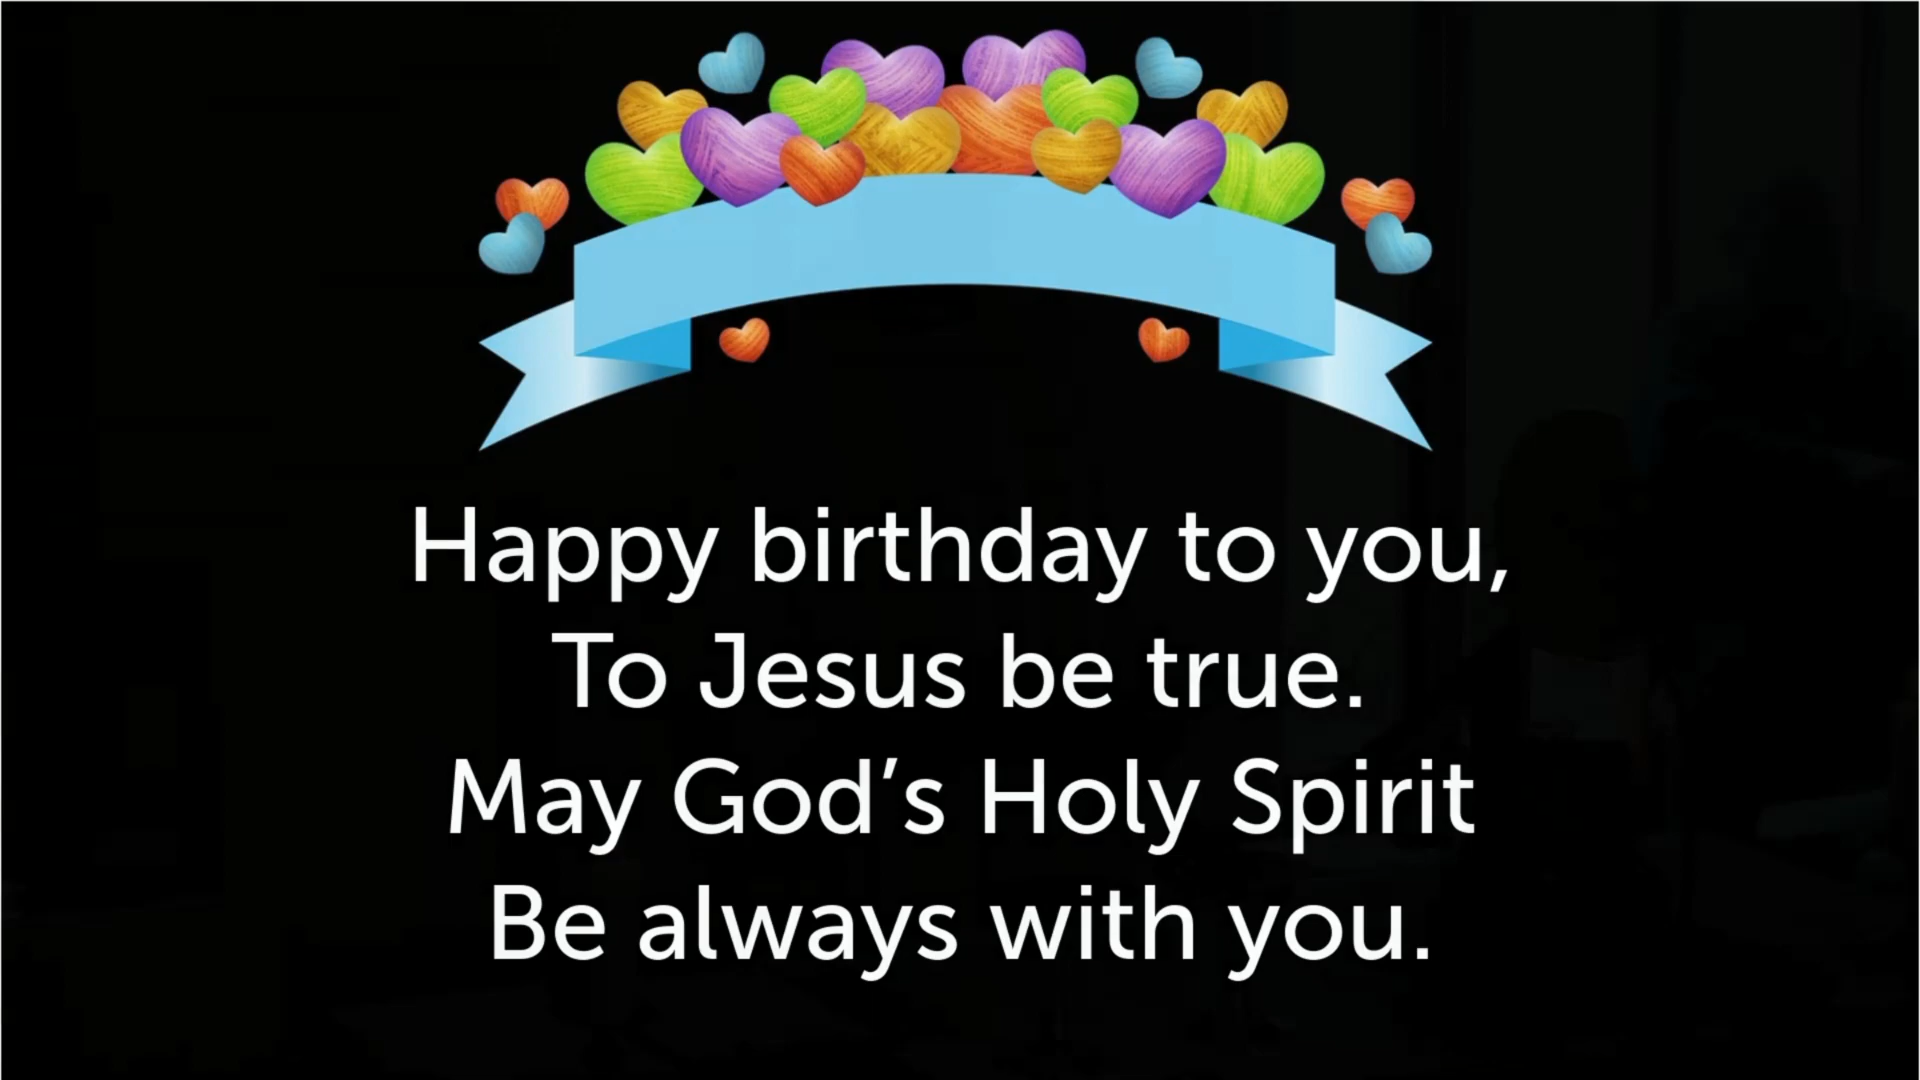 Happy birthday to you,
To Jesus be true.
May God’s Holy Spirit
Be always with you.